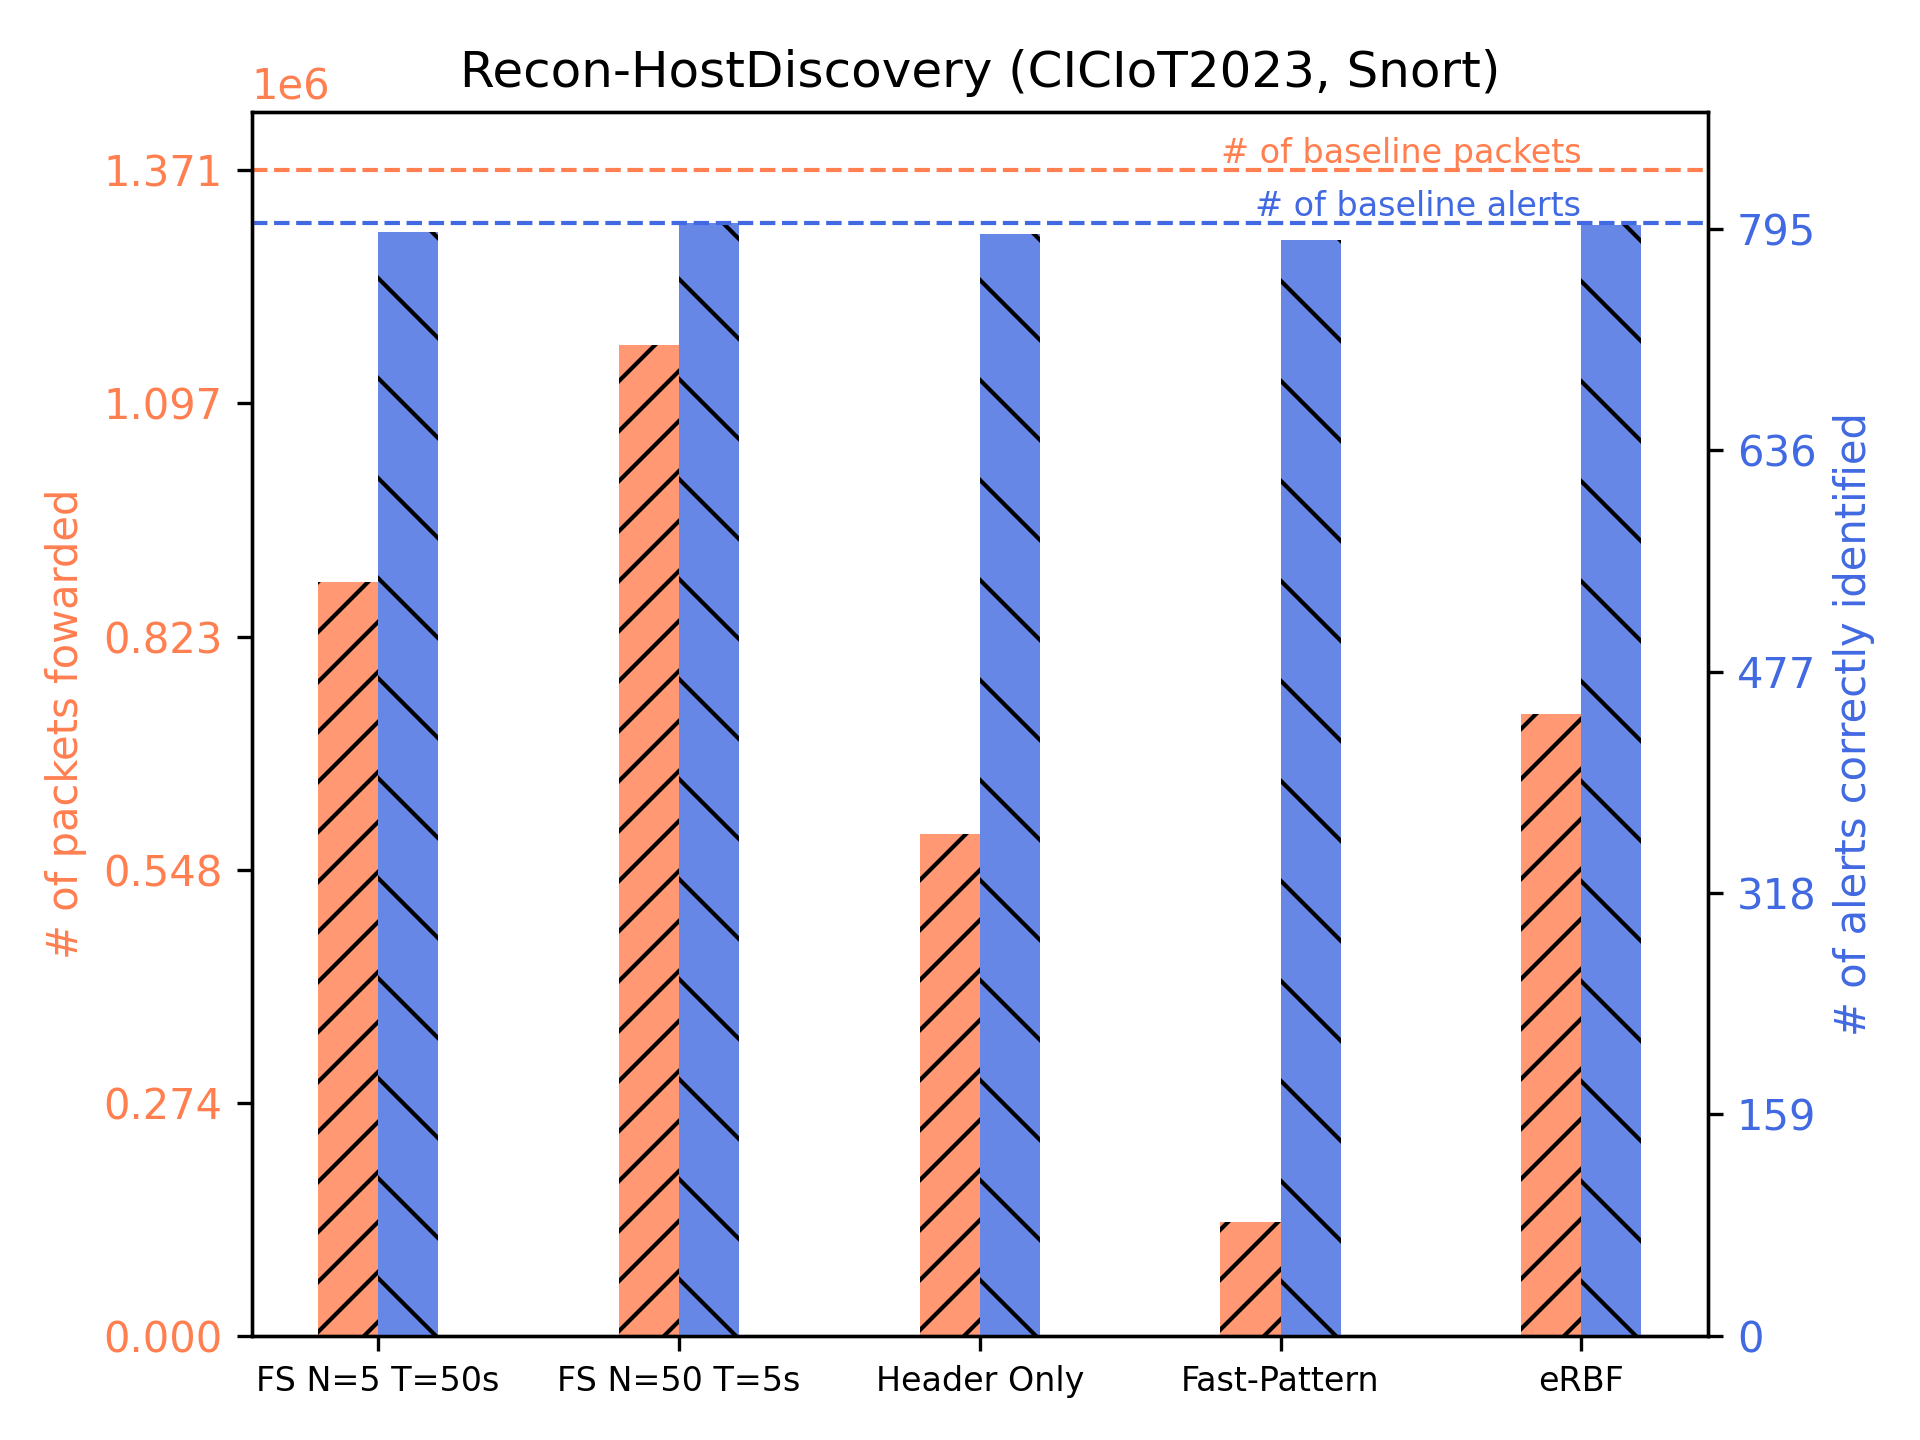 Recon-HostDiscovery (CICIoT2023, Snort)
1e6
# of baseline packets
# of baseline alerts
1.371
1.097
0.823
0.548
0.274
0.000
# of packets fowarded
795
636
477
318
159
0
# of alerts correctly identified
FS N=5 T=50s
FS N=50 T=5s
Header Only
Fast-Pattern
eRBF